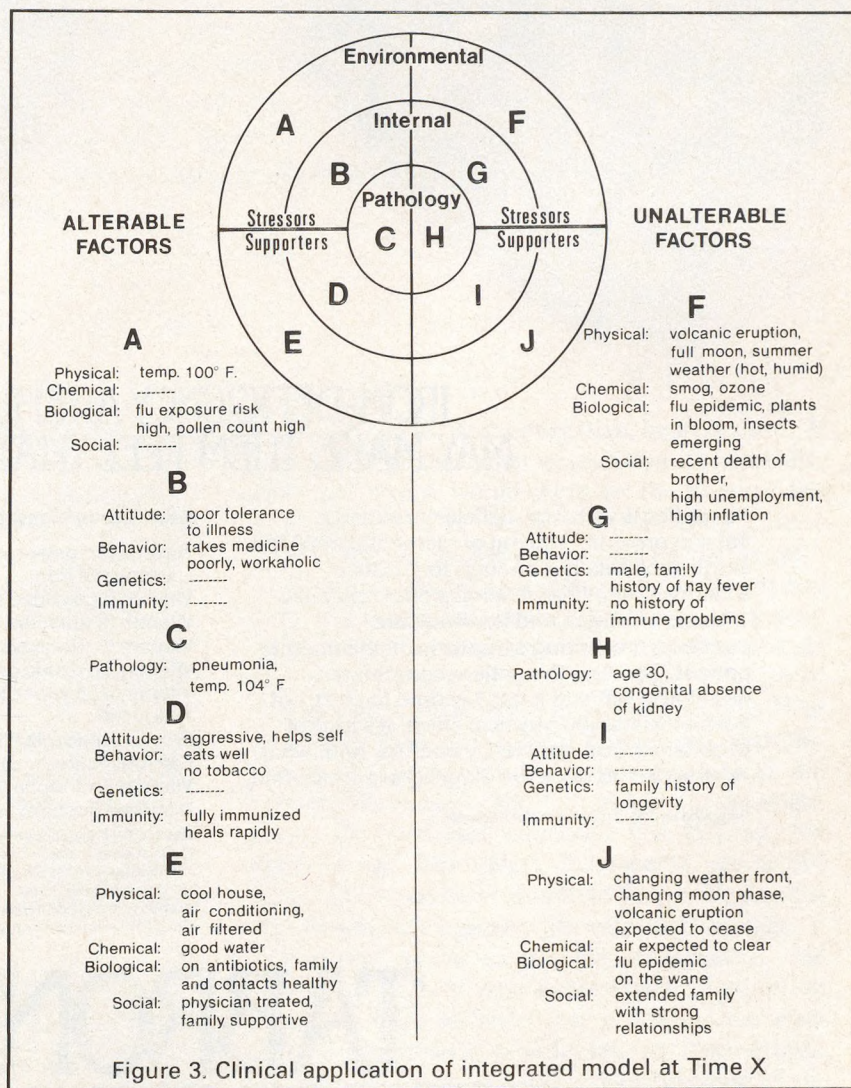 Environmental
A
F
Internal
B
G
Pathology
ALTERABLE
FACTORS
Stressors
Supporters
C
H
Stressors
Supporters
UNALTERABLE
FACTORS
D
I
E
J
A
Physical: temp. 100° F.
Chemical: --------
Biological: flu exposure risk
high, pollen count high
Social: --------
B
Attitude: poor tolerance
to illness
Behavior: takes medicine
poorly, workaholic
Genetics: --------
Immunity: --------
C
Pathology: pneumonia,
temp. 104° F
D
Attitude: aggressive, helps self
Behavior: eats well
no tobacco
Genetics: --------
Immunity: fully immunized
heals rapidly
E
Physical: cool house,
air conditioning,
air filtered
Chemical: good water
Biological: on antibiotics, family
and contacts healthy
Social: physician treated,
family supportive
F
Physical: volcanic eruption,
full moon, summer
weather (hot, humid)
Chemical: smog, ozone
Biological: flu epidemic, plants
in bloom, insects
emerging
Social: recent death of
brother,
high unemployment,
high inflation
G
Attitude: --------
Behavior: --------
Genetics: male, family
history of hay fever
Immunity: no history of
immune problems
H
Pathology: age 30,
congenital absence
of kidney
I
Attitude: --------
Behavior: --------
Genetics: family history of
longevity
Immunity: --------
J
Physical: changing weather front,
changing moon phase,
volcanic eruption
expected to cease
Chemical: air expected to clear
Biological: flu epidemic
on the wane
Social: extended family
with strong
relationships
Figure 3. Clinical application of integrated model at Time X